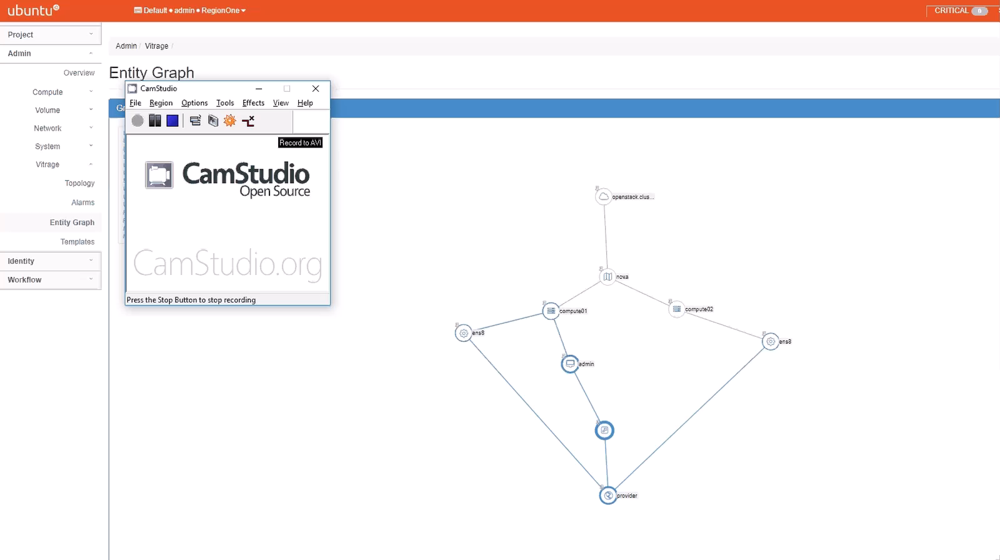 ubuntu
Default • admin • RegionOne
CRITICAL 0
Project
Admin
Overview
Compute
Volume
Network
System
Vitrage
Topology
Alarms
Entity Graph
Templates
Identity
Workflow
Admin / Vitrage /
Entity Graph
CamStudio
File Region Options Tools Effects View Help
Record to AVI
CamStudio
Open Source
CamStudio.org
Press the Stop Button to stop recording
openstack.clus...
nova
compute01
compute02
ens8
ens3
admin
provider